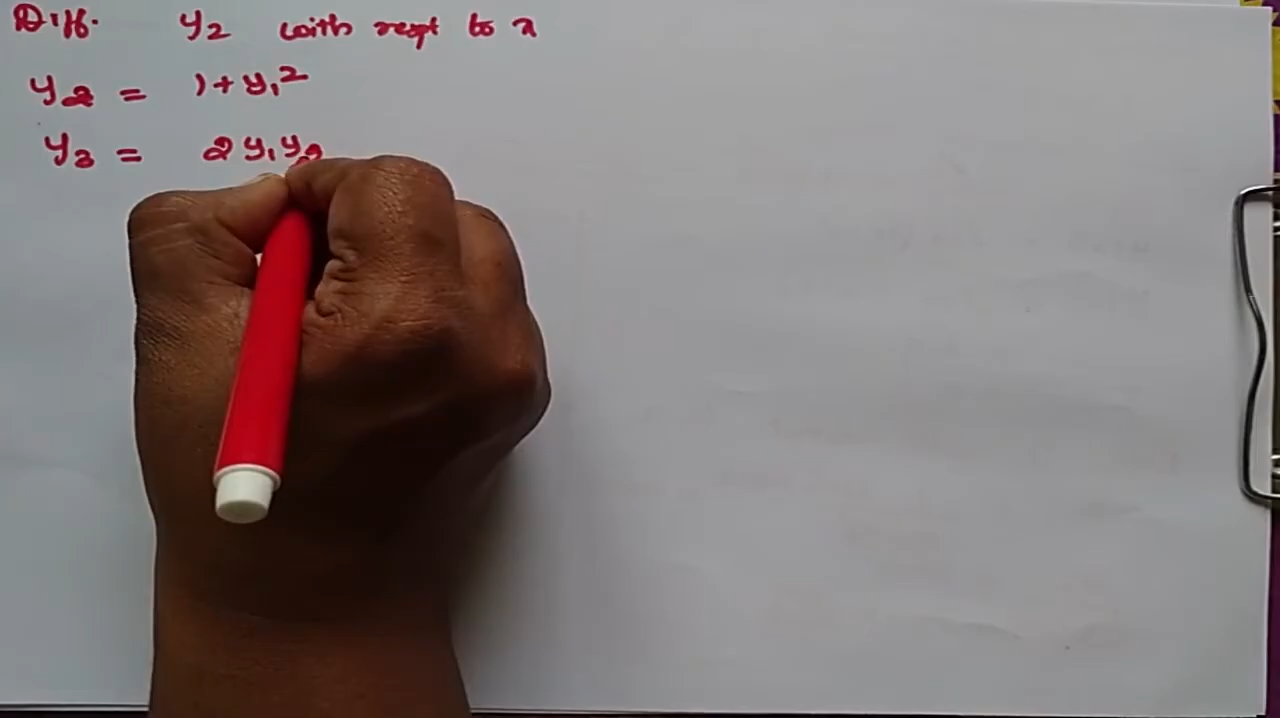 Diff. y₂ with respt to x
y₂ = 1+y₁²
y₃ = 2y₁y₂